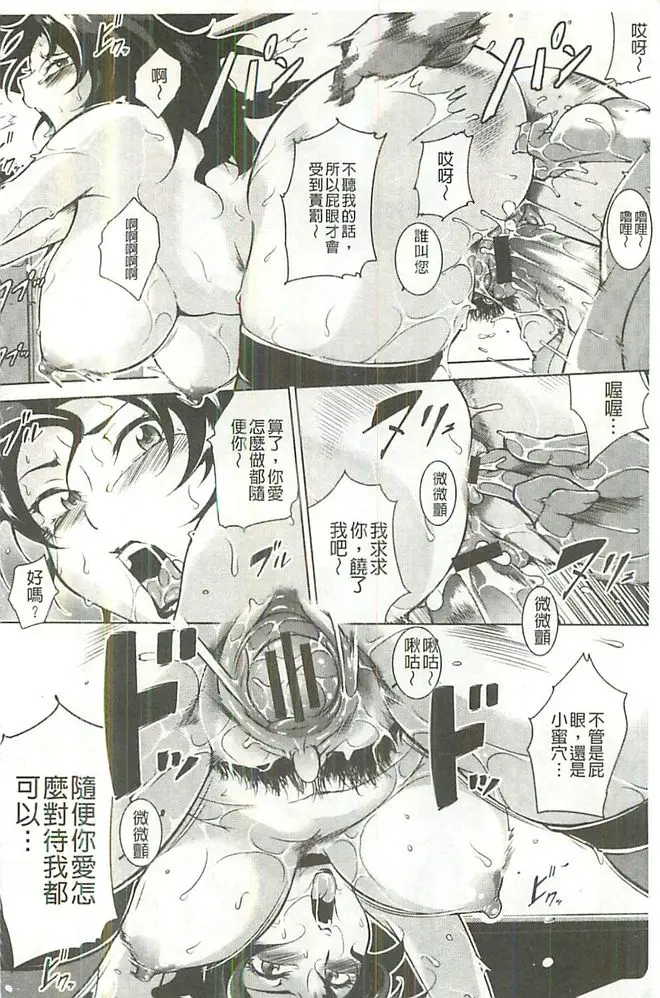 哎呀～
嚕哩～
嚕哩～
哎呀～
誰叫您
不聽我的話，
所以屁眼才會
受到責罰～
啊～
啊啊啊啊啊
喔喔…
微微顫
我求求
你，饒了
我吧～
微微顫
算了，你愛
怎麼做都隨
便你～
好嗎？
啾咕～
啾咕～
不管是屁
眼，還是
小蜜穴…
微微顫
隨便你愛怎
麼對待我都
可以…